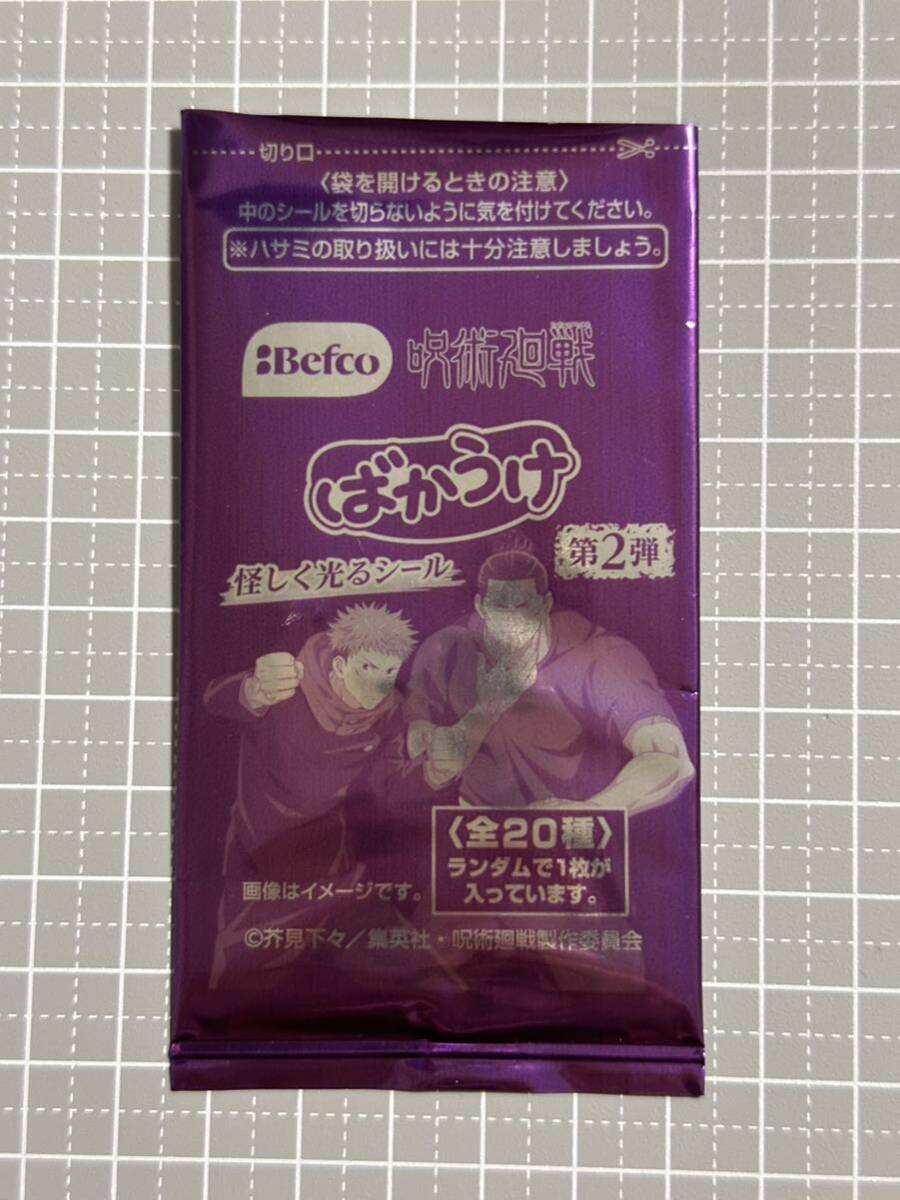 切り口
〈袋を開けるときの注意〉
中のシールを切らないように気を付けてください。
※ハサミの取り扱いには十分注意しましょう。
Befco 呪術廻戦
ばかうけ
怪しく光るシール
第2弾
〈全20種〉
ランダムで1枚が
入っています。
画像はイメージです。
©芥見下々／集英社・呪術廻戦製作委員会